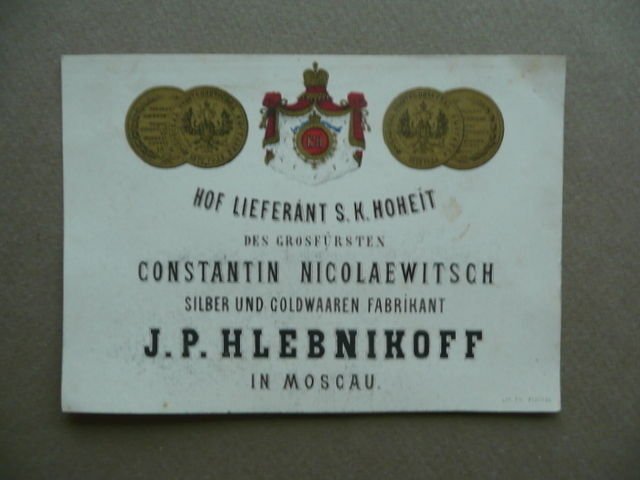 HOF LIEFERANT S. K. HOHEIT
DES GROSFÜRSTEN
CONSTANTIN NICOLAEWITSCH
SILBER UND GOLDWAAREN FABRIKANT
J. P. HLEBNIKOFF
IN MOSCAU.